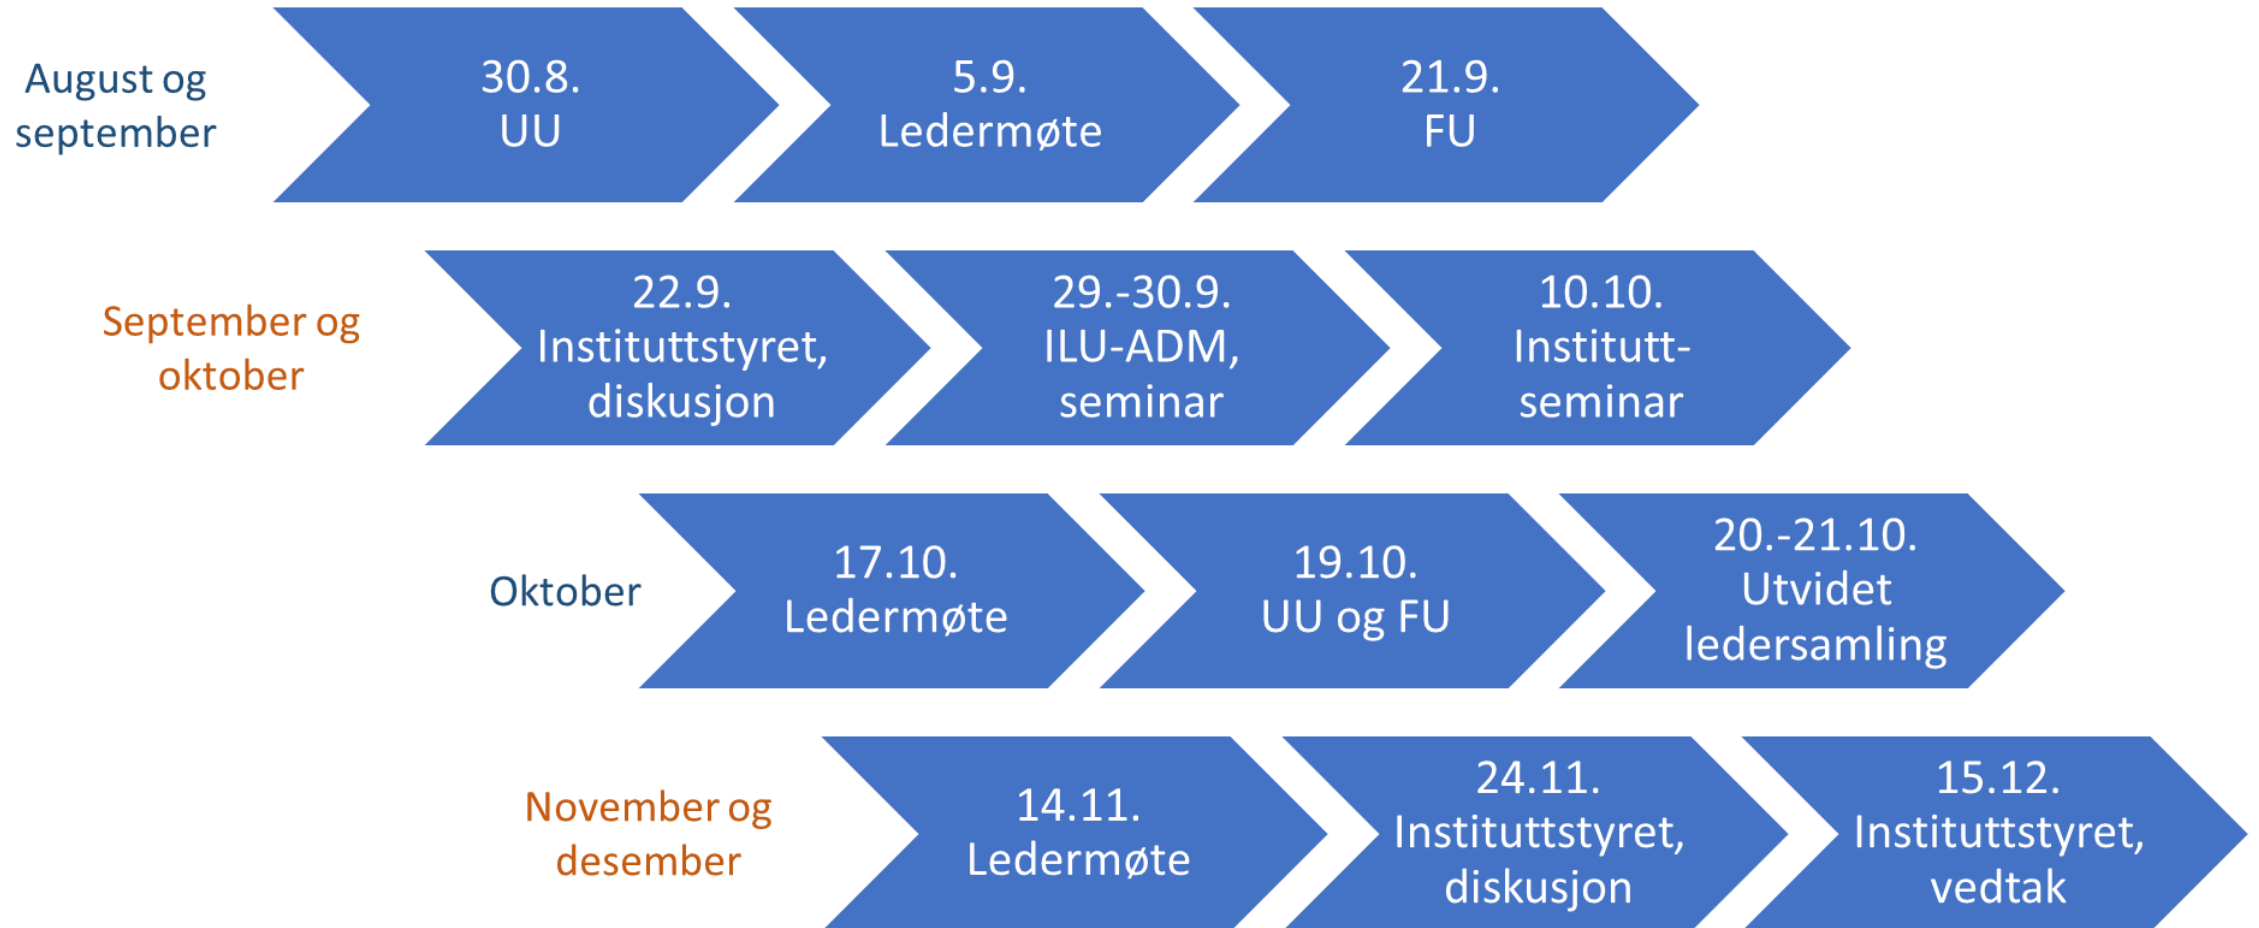 August og
september
30.8.
UU
5.9.
Ledermøte
21.9.
FU
September og
oktober
22.9.
Instituttstyret,
diskusjon
29.-30.9.
ILU-ADM,
seminar
10.10.
Institutt-
seminar
Oktober
17.10.
Ledermøte
19.10.
UU og FU
20.-21.10.
Utvidet
ledersamling
November og
desember
14.11.
Ledermøte
24.11.
Instituttstyret,
diskusjon
15.12.
Instituttstyret,
vedtak